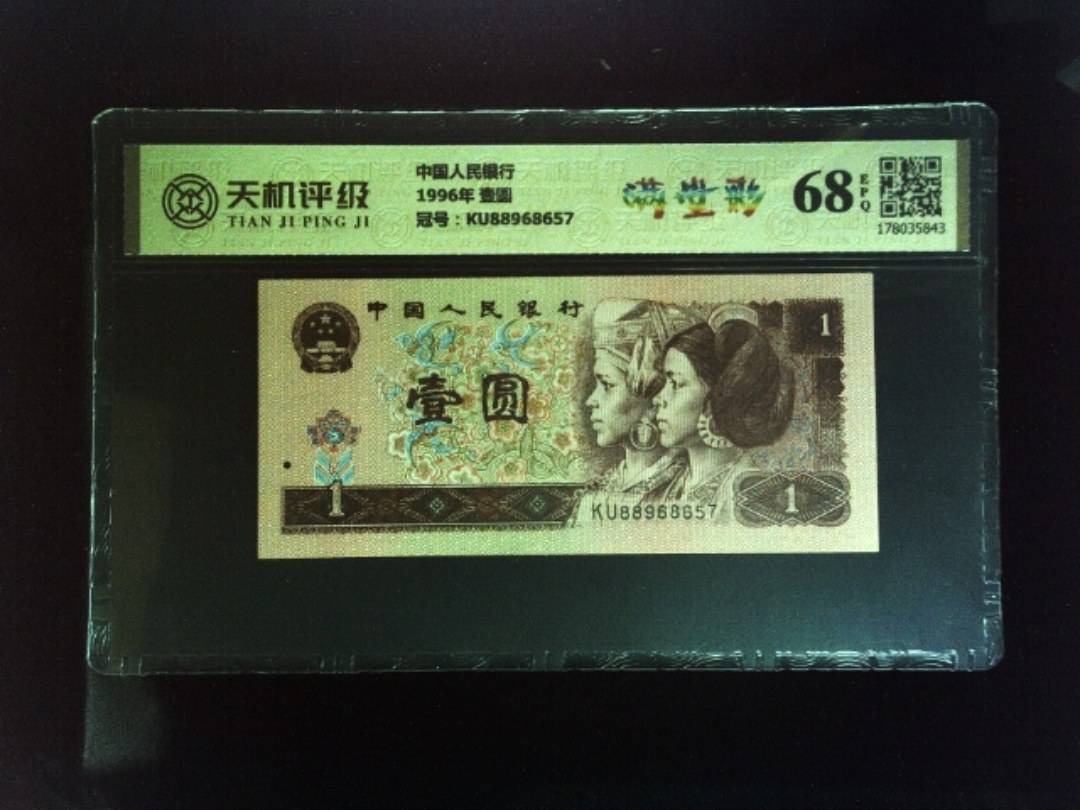 天机评级
TIAN JI PING JI
中国人民银行
1996年 壹圆
冠号：KU88968657
满堂彩
68
EPQ
178035843
中国人民银行
1
壹圆
1
KU88968657
1